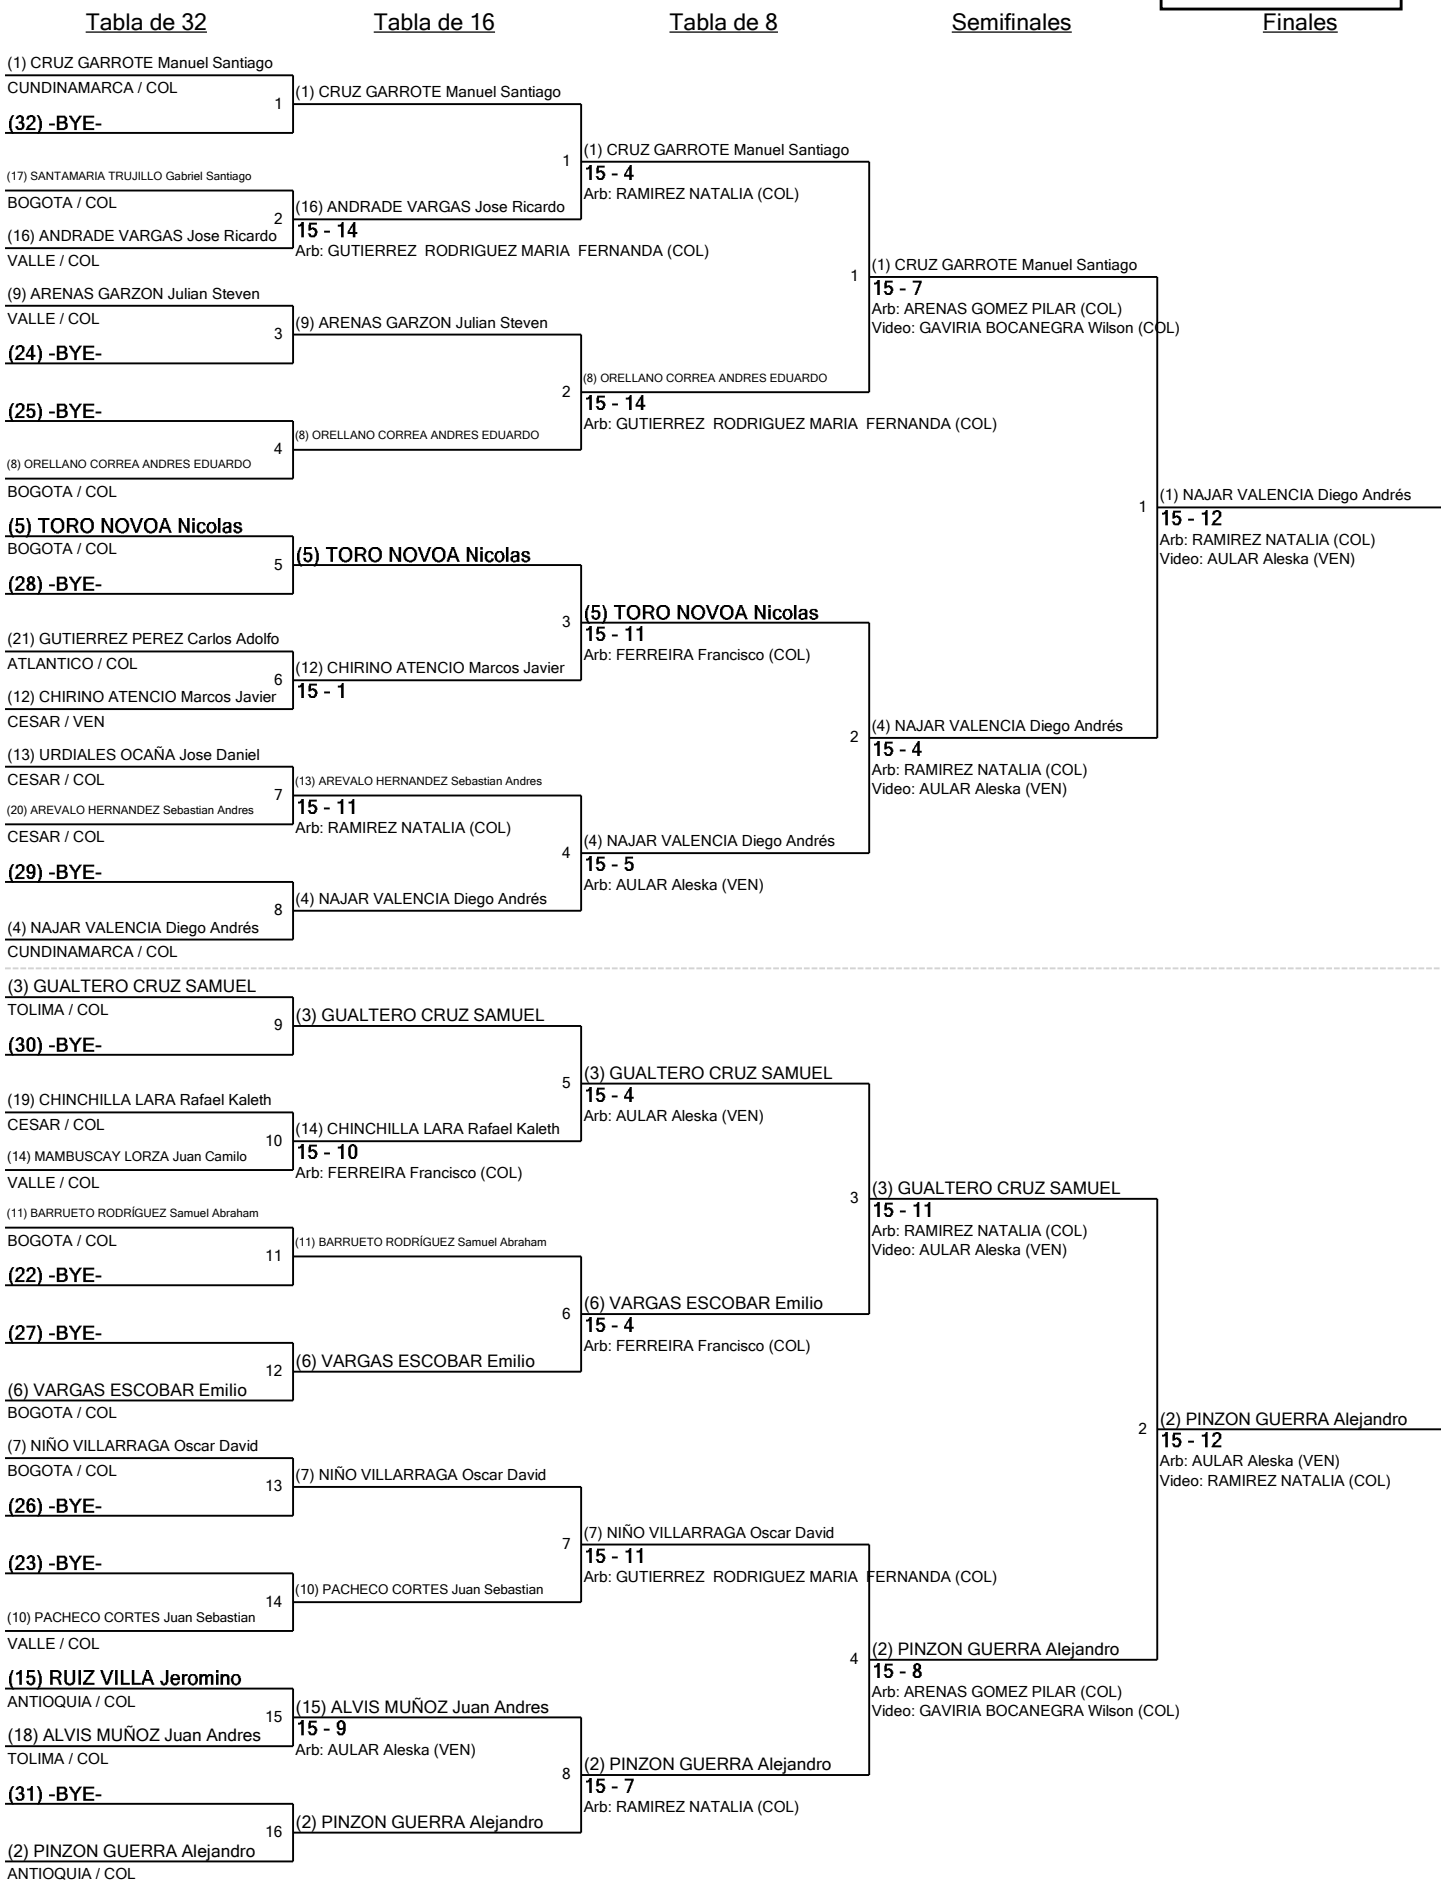 Tabla de 32
Tabla de 16
Tabla de 8
Semifinales
Finales
(1) CRUZ GARROTE Manuel Santiago
CUNDINAMARCA / COL
1
(32) -BYE-
(17) SANTAMARIA TRUJILLO Gabriel Santiago
BOGOTA / COL
2
(16) ANDRADE VARGAS Jose Ricardo
VALLE / COL
(9) ARENAS GARZON Julian Steven
VALLE / COL
3
(24) -BYE-
(25) -BYE-
4
(8) ORELLANO CORREA ANDRES EDUARDO
BOGOTA / COL
(5) TORO NOVOA Nicolas
BOGOTA / COL
5
(28) -BYE-
(21) GUTIERREZ PEREZ Carlos Adolfo
ATLANTICO / COL
6
(12) CHIRINO ATENCIO Marcos Javier
CESAR / VEN
(13) URDIALES OCAÑA Jose Daniel
CESAR / COL
7
(20) AREVALO HERNANDEZ Sebastian Andres
CESAR / COL
(29) -BYE-
8
(4) NAJAR VALENCIA Diego Andrés
CUNDINAMARCA / COL
(3) GUALTERO CRUZ SAMUEL
TOLIMA / COL
9
(30) -BYE-
(19) CHINCHILLA LARA Rafael Kaleth
CESAR / COL
10
(14) MAMBUSCAY LORZA Juan Camilo
VALLE / COL
(11) BARRUETO RODRÍGUEZ Samuel Abraham
BOGOTA / COL
11
(22) -BYE-
(27) -BYE-
12
(6) VARGAS ESCOBAR Emilio
BOGOTA / COL
(7) NIÑO VILLARRAGA Oscar David
BOGOTA / COL
13
(26) -BYE-
(23) -BYE-
14
(10) PACHECO CORTES Juan Sebastian
VALLE / COL
(15) RUIZ VILLA Jeromino
ANTIOQUIA / COL
15
(18) ALVIS MUÑOZ Juan Andres
TOLIMA / COL
(31) -BYE-
16
(2) PINZON GUERRA Alejandro
ANTIOQUIA / COL
(1) CRUZ GARROTE Manuel Santiago
1
(16) ANDRADE VARGAS Jose Ricardo
15 - 14
Arb: GUTIERREZ RODRIGUEZ MARIA FERNANDA (COL)
(9) ARENAS GARZON Julian Steven
2
(8) ORELLANO CORREA ANDRES EDUARDO
(5) TORO NOVOA Nicolas
3
(12) CHIRINO ATENCIO Marcos Javier
15 - 1
(13) AREVALO HERNANDEZ Sebastian Andres
15 - 11
Arb: RAMIREZ NATALIA (COL)
4
(4) NAJAR VALENCIA Diego Andrés
(3) GUALTERO CRUZ SAMUEL
5
(14) CHINCHILLA LARA Rafael Kaleth
15 - 10
Arb: FERREIRA Francisco (COL)
(11) BARRUETO RODRÍGUEZ Samuel Abraham
6
(6) VARGAS ESCOBAR Emilio
(7) NIÑO VILLARRAGA Oscar David
7
(10) PACHECO CORTES Juan Sebastian
(15) ALVIS MUÑOZ Juan Andres
15 - 9
Arb: AULAR Aleska (VEN)
8
(2) PINZON GUERRA Alejandro
(1) CRUZ GARROTE Manuel Santiago
15 - 4
Arb: RAMIREZ NATALIA (COL)
1
(8) ORELLANO CORREA ANDRES EDUARDO
15 - 14
Arb: GUTIERREZ RODRIGUEZ MARIA FERNANDA (COL)
(5) TORO NOVOA Nicolas
15 - 11
Arb: FERREIRA Francisco (COL)
2
(4) NAJAR VALENCIA Diego Andrés
15 - 5
Arb: AULAR Aleska (VEN)
(3) GUALTERO CRUZ SAMUEL
15 - 4
Arb: AULAR Aleska (VEN)
3
(6) VARGAS ESCOBAR Emilio
15 - 4
Arb: FERREIRA Francisco (COL)
(7) NIÑO VILLARRAGA Oscar David
15 - 11
Arb: GUTIERREZ RODRIGUEZ MARIA FERNANDA (COL)
4
(2) PINZON GUERRA Alejandro
15 - 7
Arb: RAMIREZ NATALIA (COL)
(1) CRUZ GARROTE Manuel Santiago
15 - 7
Arb: ARENAS GOMEZ PILAR (COL)
Video: GAVIRIA BOCANEGRA Wilson (COL)
1
(4) NAJAR VALENCIA Diego Andrés
15 - 4
Arb: RAMIREZ NATALIA (COL)
Video: AULAR Aleska (VEN)
(3) GUALTERO CRUZ SAMUEL
15 - 11
Arb: RAMIREZ NATALIA (COL)
Video: AULAR Aleska (VEN)
2
(2) PINZON GUERRA Alejandro
15 - 8
Arb: ARENAS GOMEZ PILAR (COL)
Video: GAVIRIA BOCANEGRA Wilson (COL)
(1) NAJAR VALENCIA Diego Andrés
15 - 12
Arb: RAMIREZ NATALIA (COL)
Video: AULAR Aleska (VEN)
(2) PINZON GUERRA Alejandro
15 - 12
Arb: AULAR Aleska (VEN)
Video: RAMIREZ NATALIA (COL)